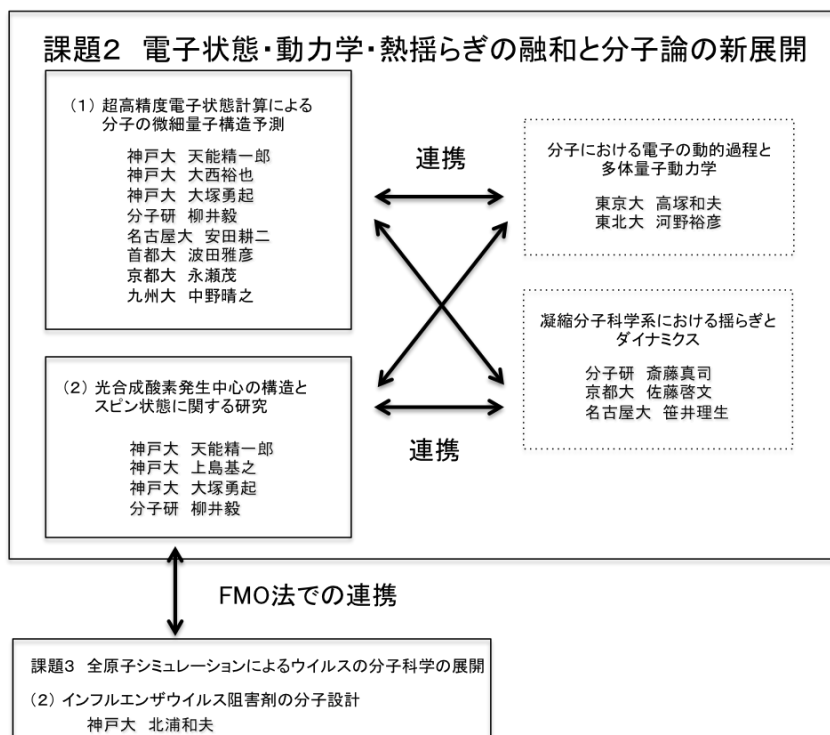 課題2 電子状態・動力学・熱揺らぎの融和と分子論の新展開
(1) 超高精度電子状態計算による
分子の微細量子構造予測
神戸大 天能精一郎
神戸大 大西裕也
神戸大 大塚勇起
分子研 柳井毅
名古屋大 安田耕二
首都大 波田雅彦
京都大 永瀬茂
九州大 中野晴之
連携
分子における電子の動的過程と
多体量子動力学
東京大 高塚和夫
東北大 河野裕彦
凝縮分子科学系における揺らぎと
ダイナミクス
分子研 斎藤真司
京都大 佐藤啓文
名古屋大 笹井理生
(2) 光合成酸素発生中心の構造と
スピン状態に関する研究
神戸大 天能精一郎
神戸大 上島基之
神戸大 大塚勇起
分子研 柳井毅
連携
FMO法での連携
課題3 全原子シミュレーションによるウイルスの分子科学の展開
(2) インフルエンザウイルス阻害剤の分子設計
神戸大 北浦和夫